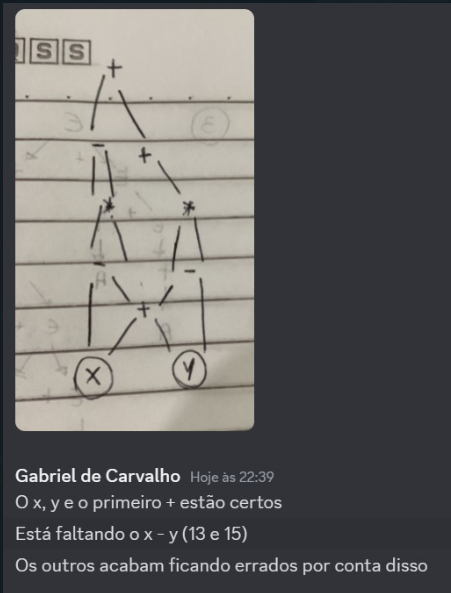 S S
+
- +
* *
- -
+
x y
Gabriel de Carvalho Hoje às 22:39
O x, y e o primeiro + estão certos
Está faltando o x - y (13 e 15)
Os outros acabam ficando errados por conta disso